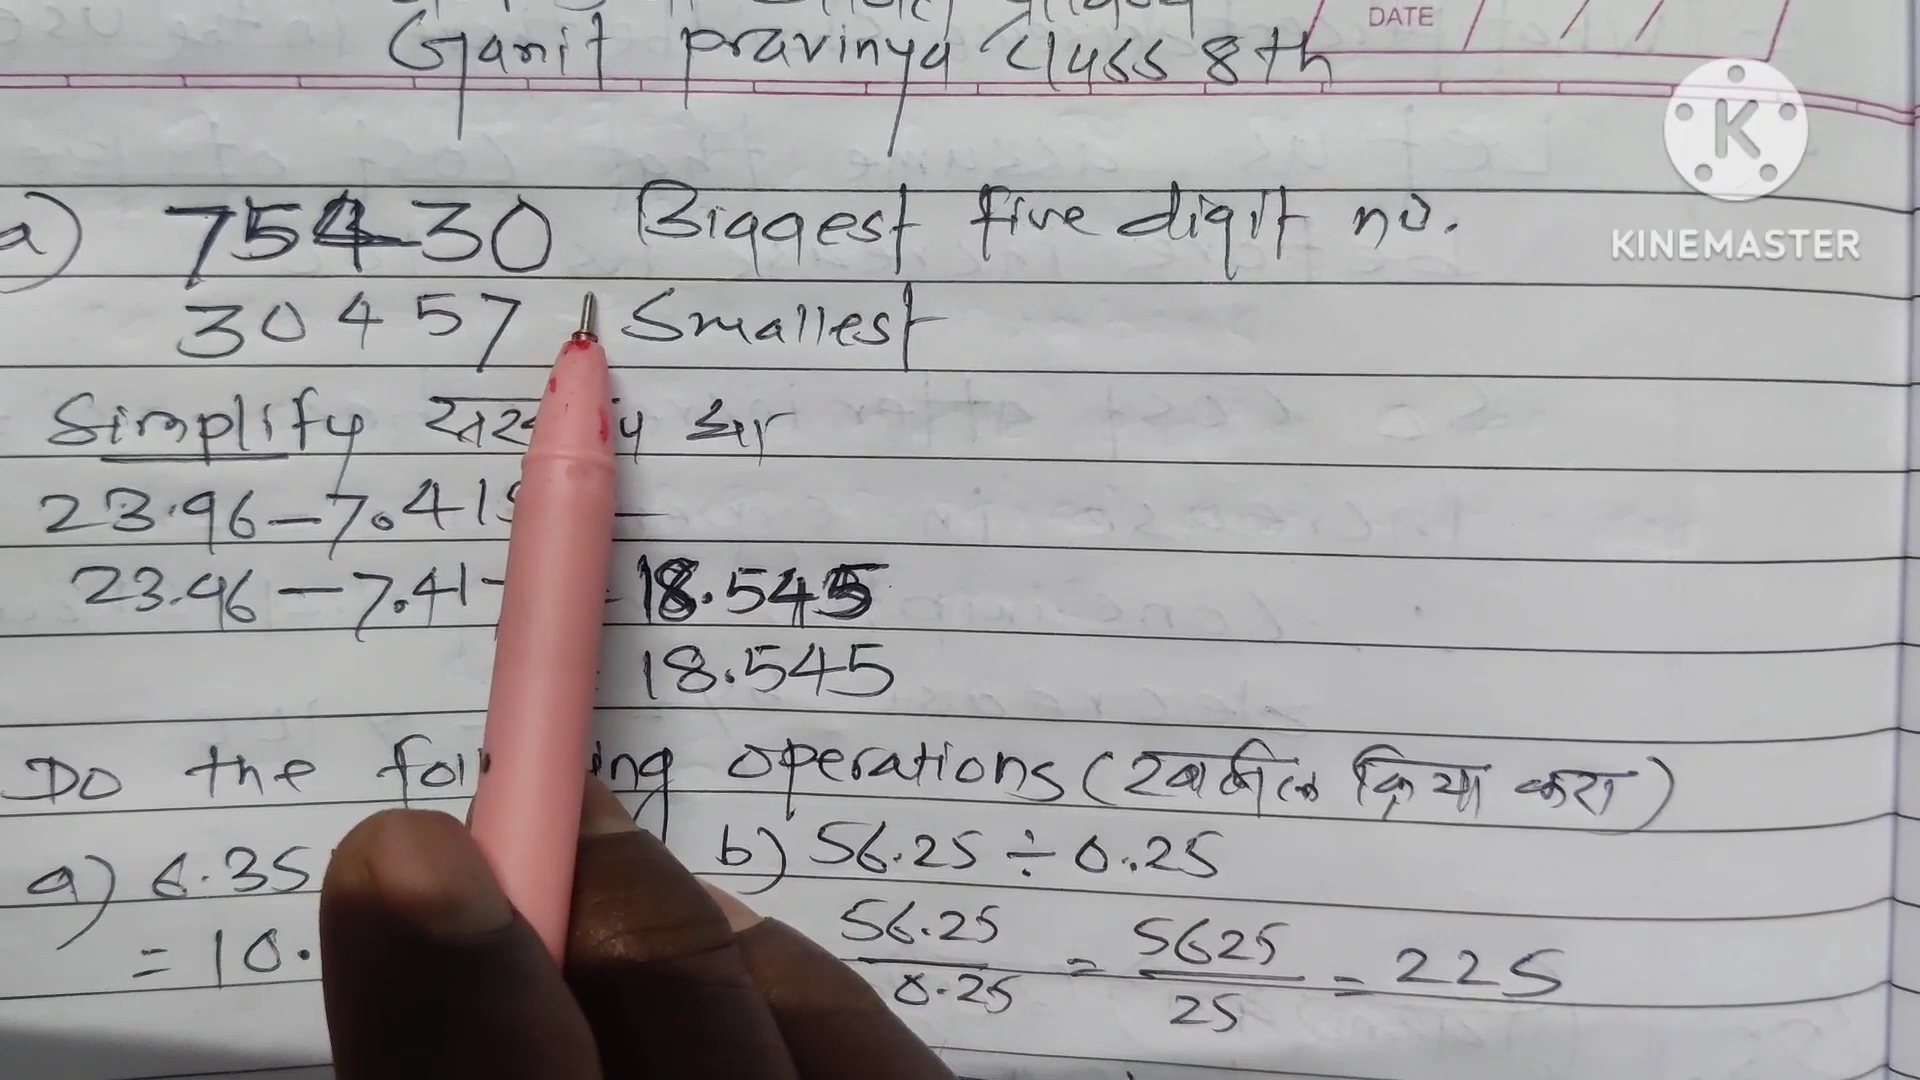 Ganit pravinya class 8th
DATE
K
KINEMASTER
a) 75430 Biggest five digit no.
30457 Smallest
Simplify
23.96 - 7.41
23.96 - 7.41 = 18.545
= 18.545
Do the following operations ( क्रिया करा )
a) 6.35 b) 56.25 ÷ 0.25
= 10. 56.25 / 0.25 = 5625 / 25 = 225